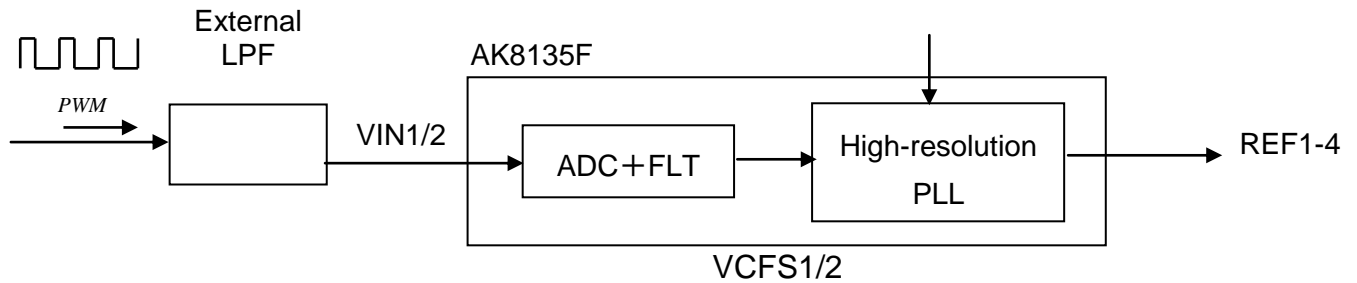 External
LPF
AK8135F
PWM
VIN1/2
ADC＋FLT
High-resolution
PLL
REF1-4
VCFS1/2